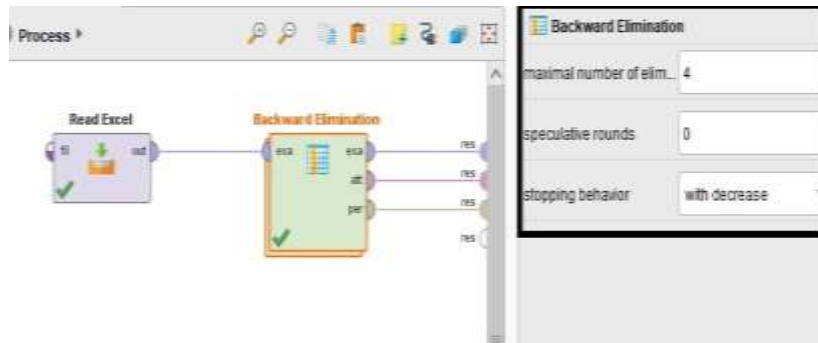 Process
Read Excel
fil
out
Backward Elimination
exa
exa
att
per
res
res
res
res
Backward Elimination
maximal number of elim...
4
speculative rounds
0
stopping behavior
with decrease